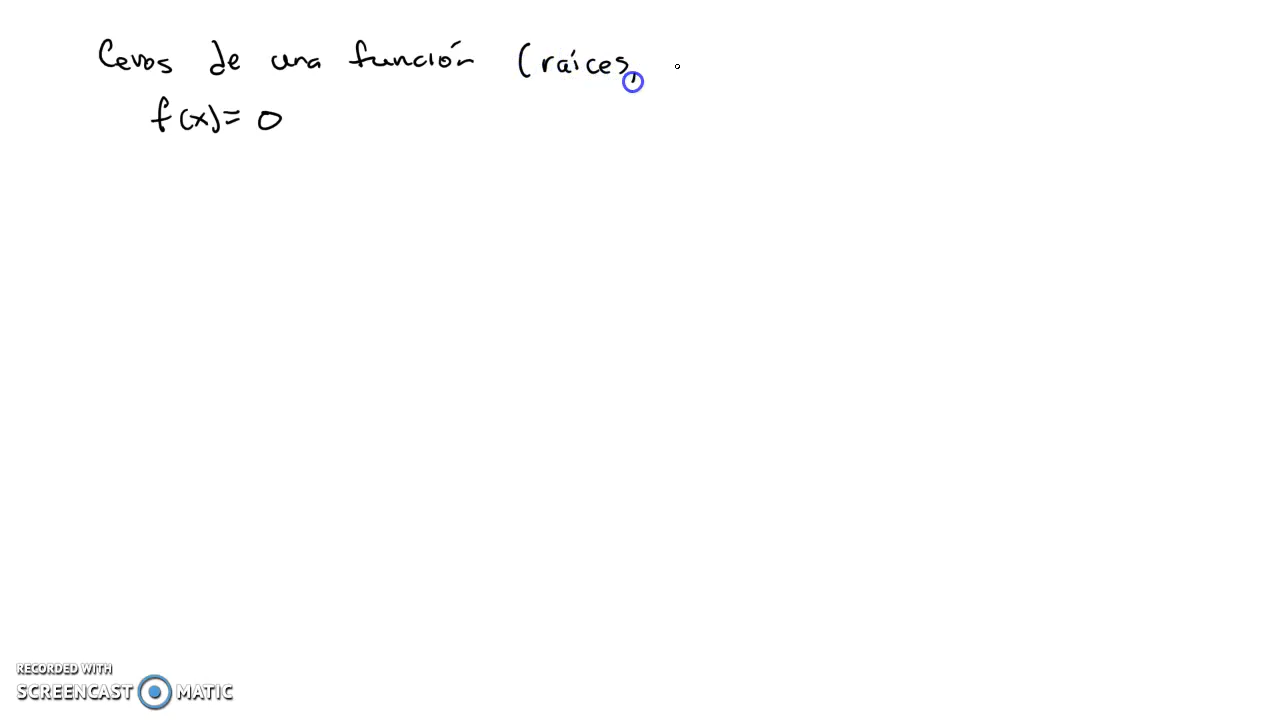 Ceros de una función (raíces,
f(x) = 0
RECORDED WITH
SCREENCAST MATIC